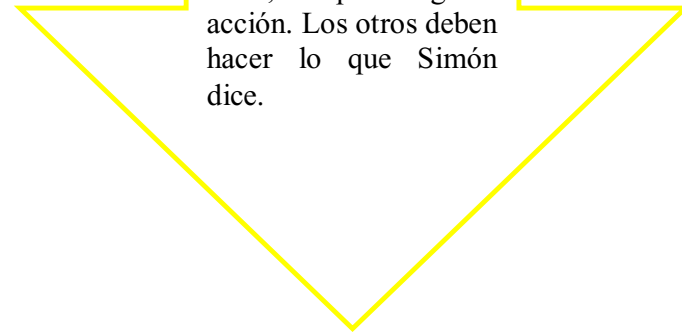 acción. Los otros deben
hacer lo que Simón
dice.